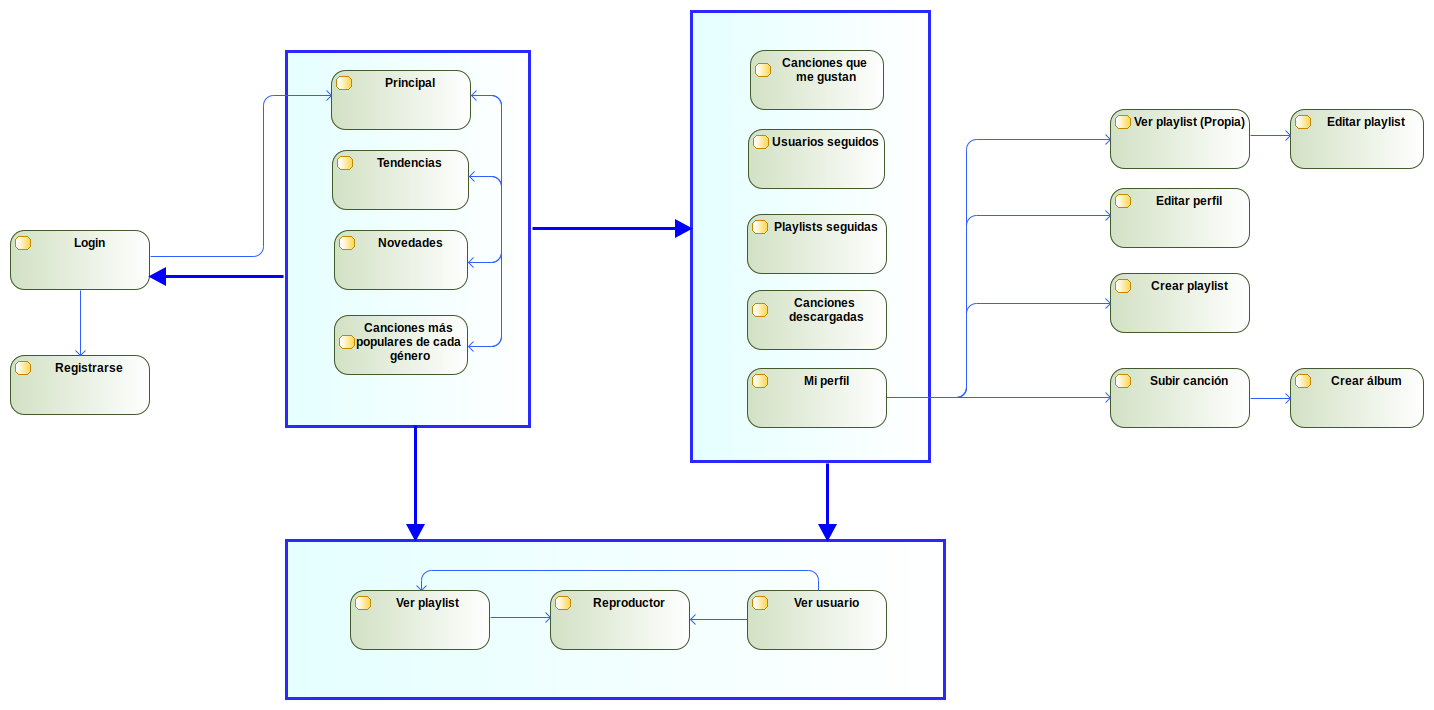 Login
Registrarse
Principal
Tendencias
Novedades
Canciones más
populares de cada
género
Canciones que
me gustan
Usuarios seguidos
Playlists seguidas
Canciones
descargadas
Mi perfil
Ver playlist (Propia)
Editar playlist
Editar perfil
Crear playlist
Subir canción
Crear álbum
Ver playlist
Reproductor
Ver usuario